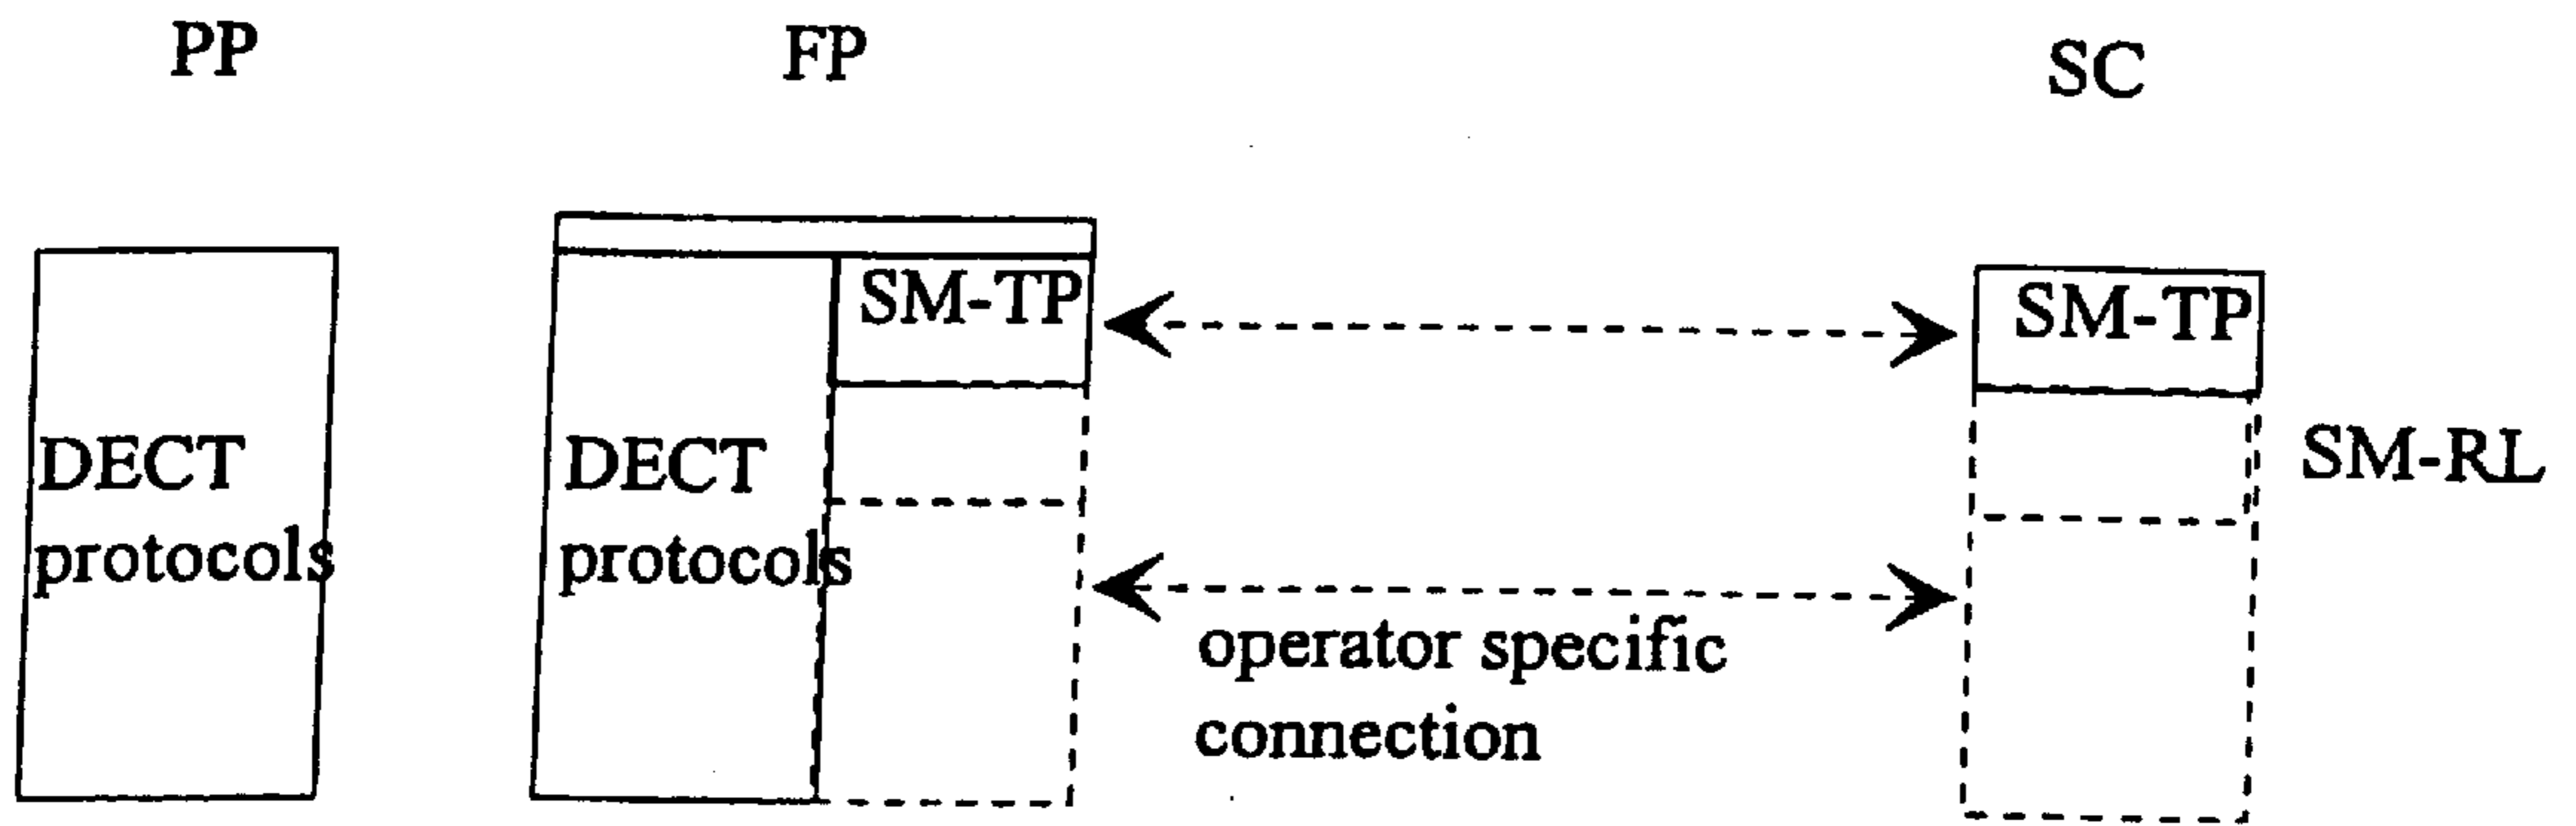 PP
FP
SC
SM-TP
SM-TP
DECT
protocols
DECT
protocols
SM-RL
operator specific
connection